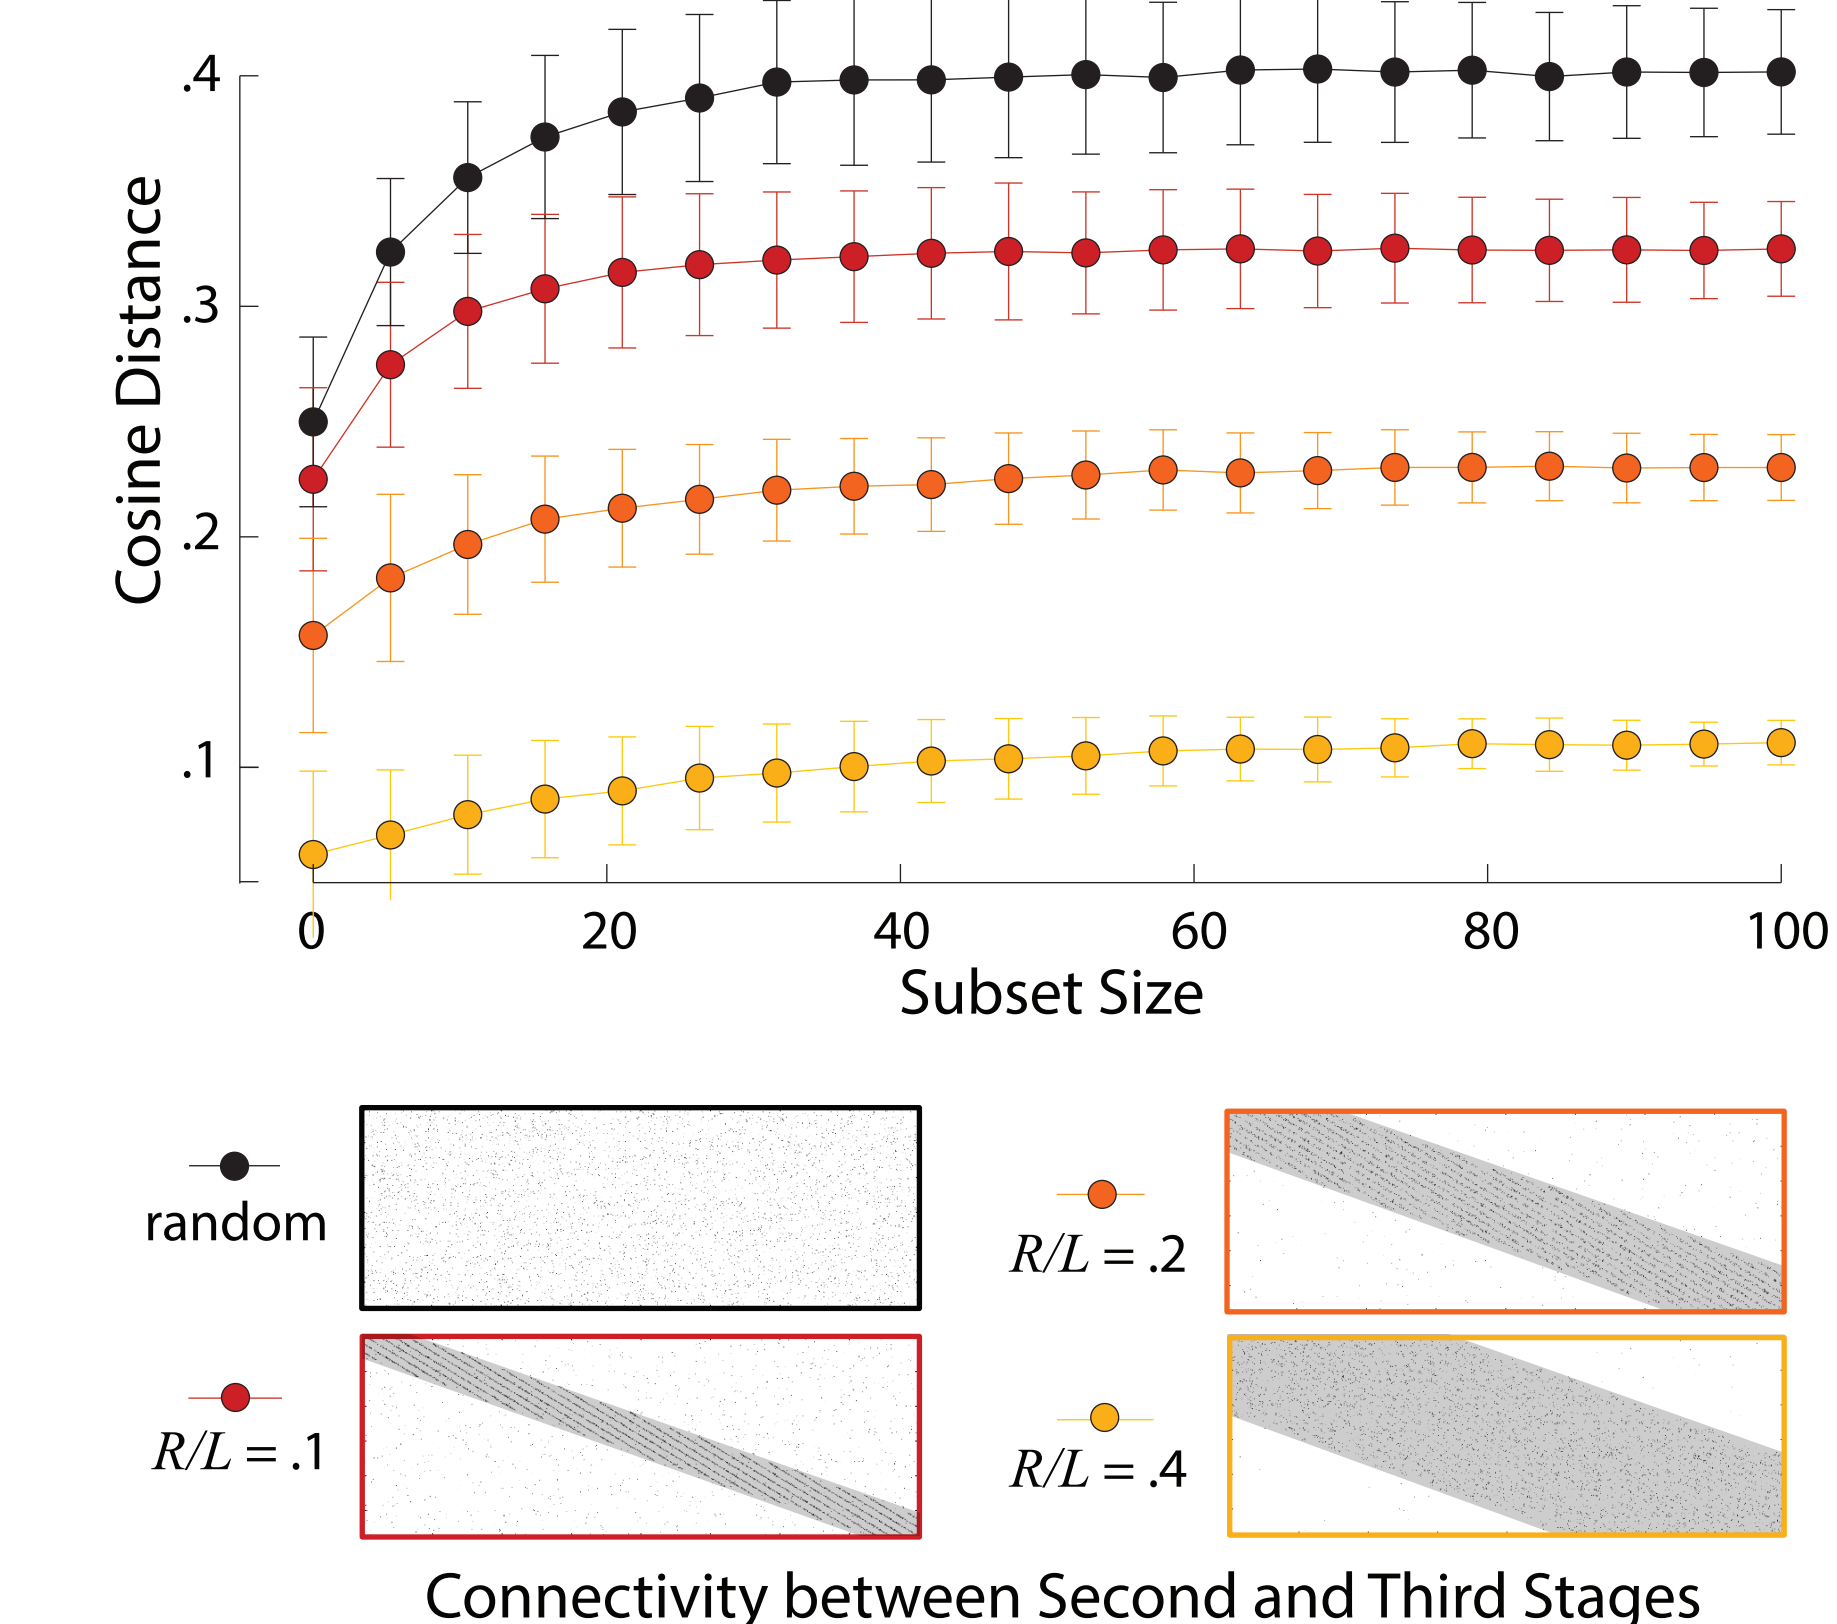 .4
.3
.2
.1
Cosine Distance
0 20 40 60 80 100
Subset Size
random
R/L = .2
R/L = .1
R/L = .4
Connectivity between Second and Third Stages